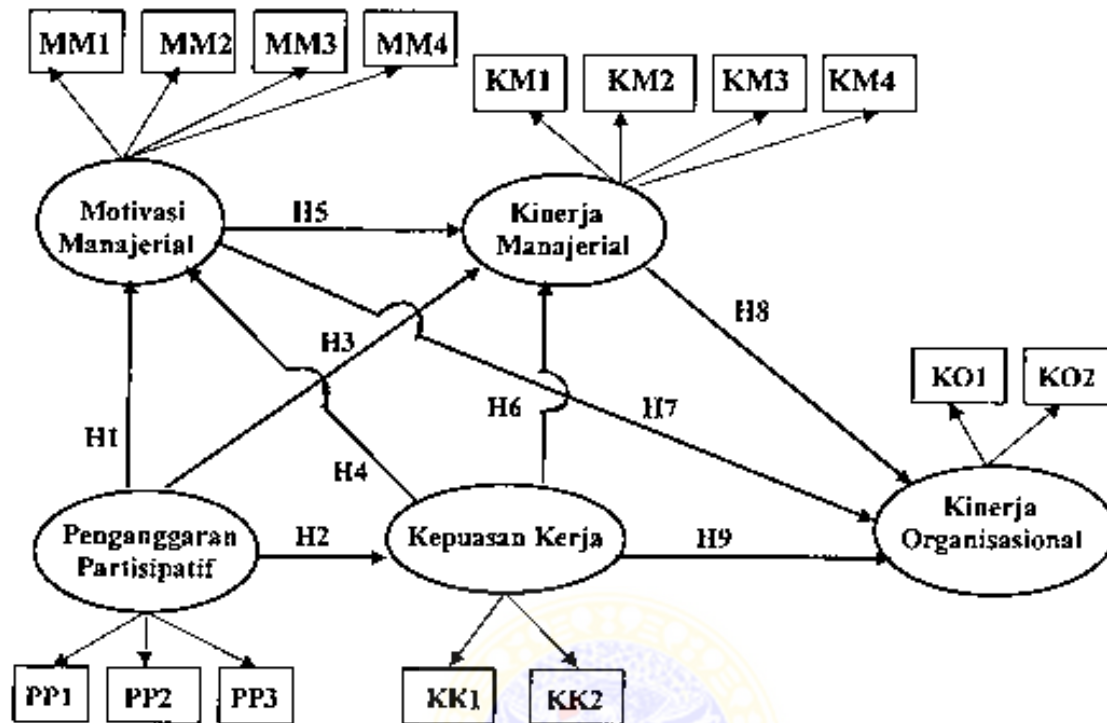 MM1
MM2
MM3
MM4
KM1
KM2
KM3
KM4
Motivasi
Manajerial
H5
Kinerja
Manajerial
H3
H8
KO1
KO2
H6
H7
H1
H4
Kinerja
Organisasional
Penganggaran
Partisipatif
H2
Kepuasan Kerja
H9
PP1
PP2
PP3
KK1
KK2